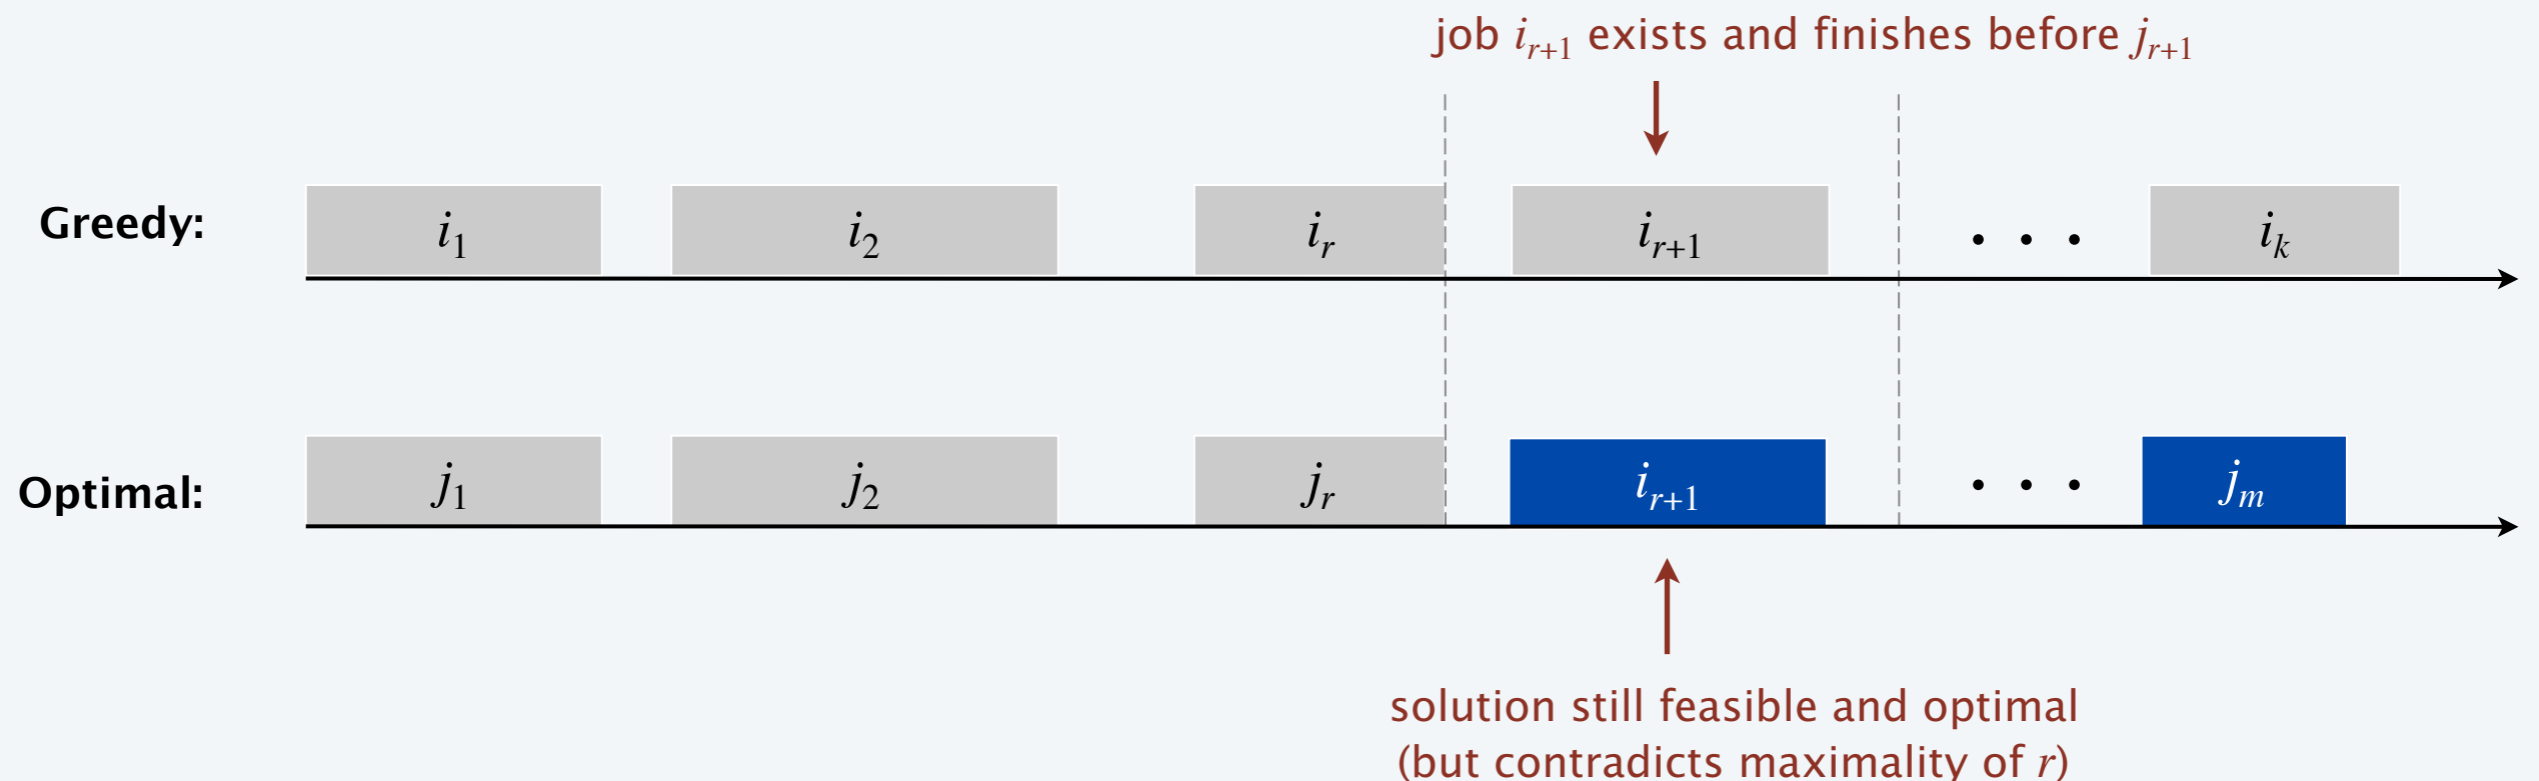 job i_{r+1} exists and finishes before j_{r+1}
Greedy: i_1 i_2 i_r i_{r+1} . . . i_k
Optimal: j_1 j_2 j_r i_{r+1} . . . j_m
solution still feasible and optimal
(but contradicts maximality of r)